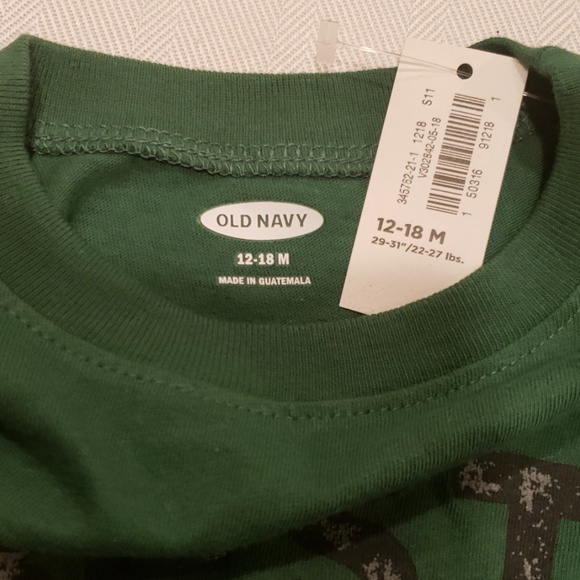 OLD NAVY
12-18 M
MADE IN GUATEMALA
345762-21-1 1218 S11
V302842-05-18
1 50316 91218 1
12-18 M
29-31"/22-27 lbs.